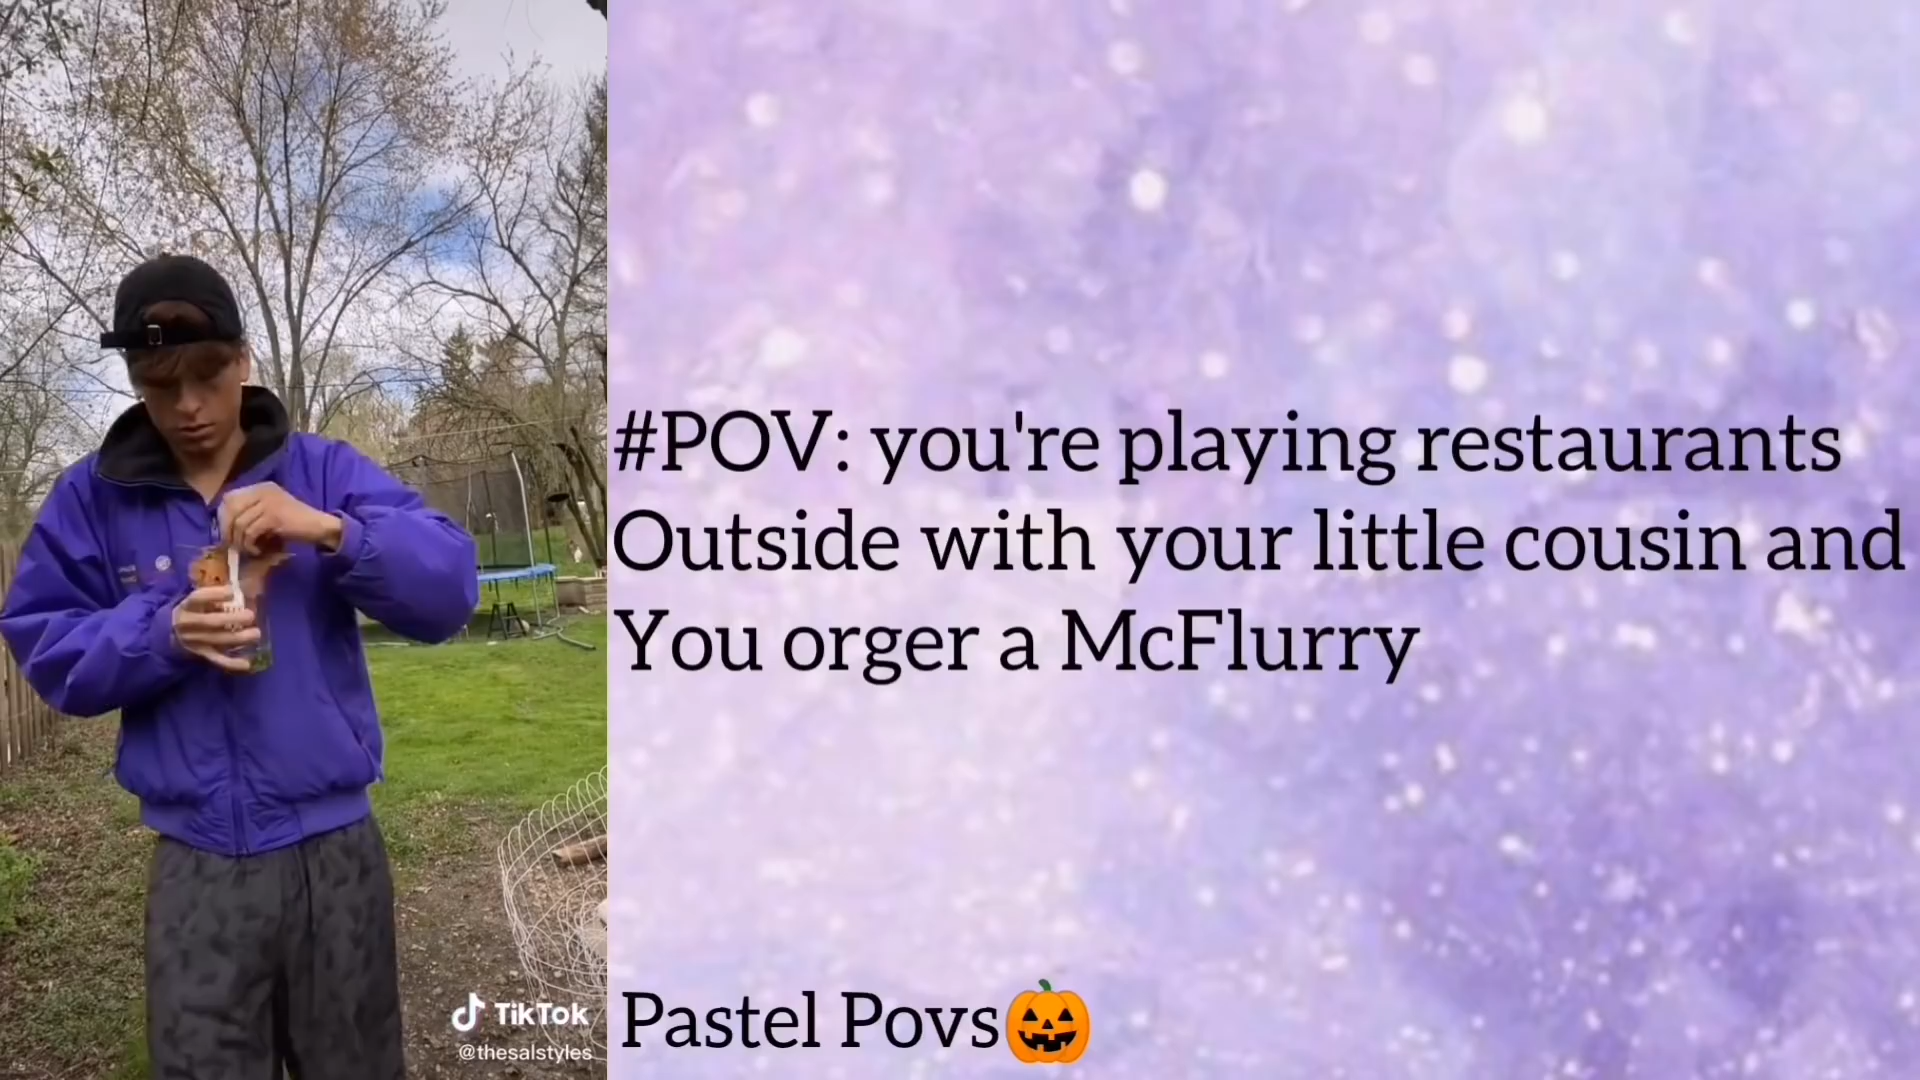 #POV: you're playing restaurants
Outside with your little cousin and
You orger a McFlurry
TikTok
@thesalstyles
Pastel Povs🎃